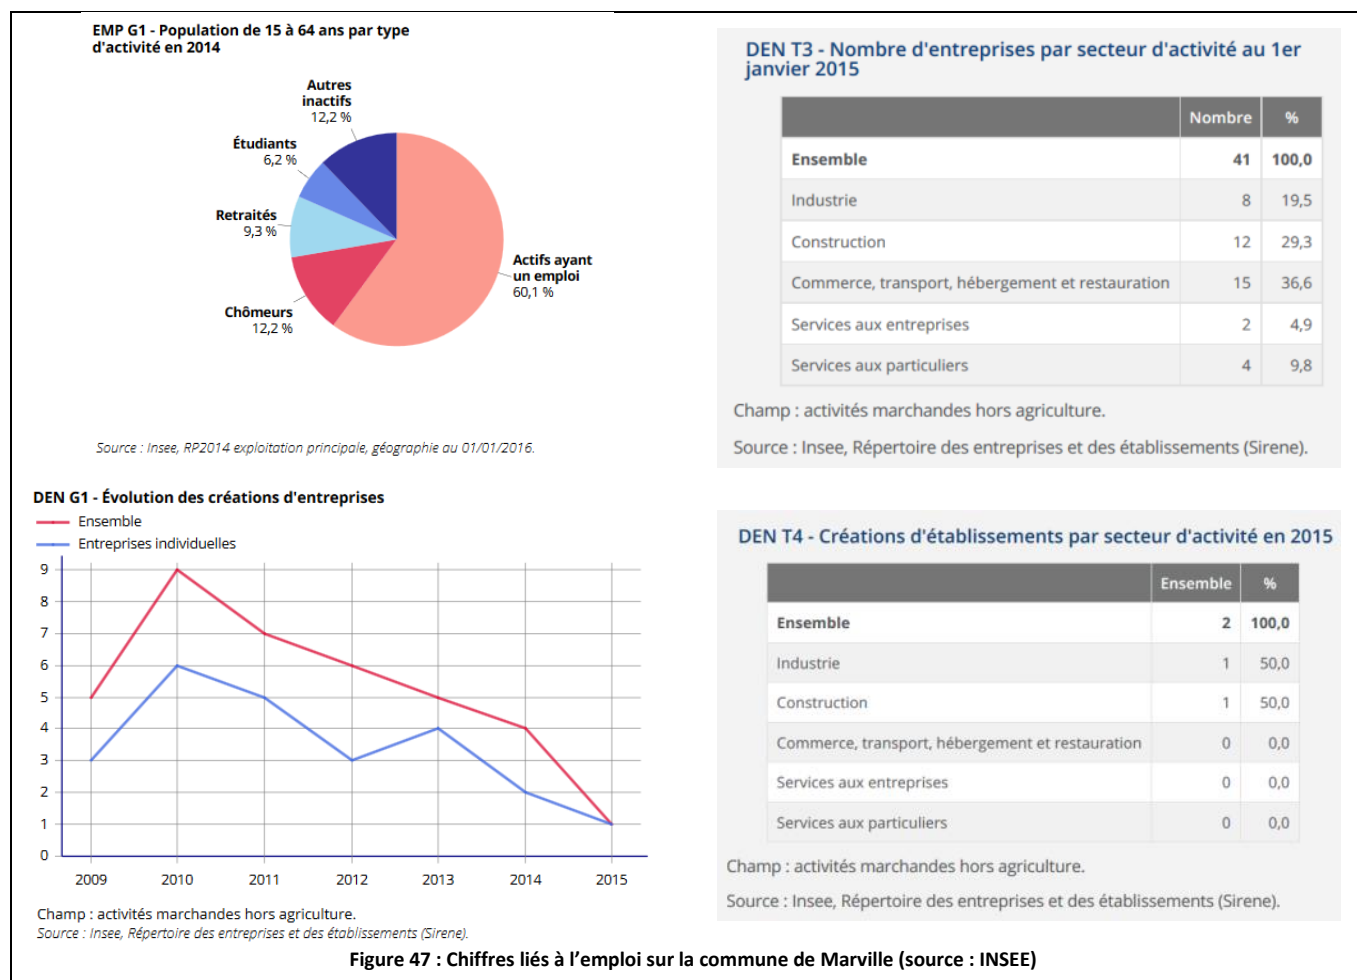 EMP G1 - Population de 15 à 64 ans par type
d'activité en 2014
Autres
inactifs
12,2 %
Étudiants
6,2 %
Retraités
9,3 %
Chômeurs
12,2 %
Actifs ayant
un emploi
60,1 %
Source : Insee, RP2014 exploitation principale, géographie au 01/01/2016.
DEN T3 - Nombre d'entreprises par secteur d'activité au 1er
janvier 2015
Nombre %
Ensemble 41 100,0
Industrie 8 19,5
Construction 12 29,3
Commerce, transport, hébergement et restauration 15 36,6
Services aux entreprises 2 4,9
Services aux particuliers 4 9,8
Champ : activités marchandes hors agriculture.
Source : Insee, Répertoire des entreprises et des établissements (Sirene).
DEN G1 - Évolution des créations d'entreprises
Ensemble
Entreprises individuelles
9
8
7
6
5
4
3
2
1
0
2009 2010 2011 2012 2013 2014 2015
Champ : activités marchandes hors agriculture.
Source : Insee, Répertoire des entreprises et des établissements (Sirene).
DEN T4 - Créations d'établissements par secteur d'activité en 2015
Ensemble %
Ensemble 2 100,0
Industrie 1 50,0
Construction 1 50,0
Commerce, transport, hébergement et restauration 0 0,0
Services aux entreprises 0 0,0
Services aux particuliers 0 0,0
Champ : activités marchandes hors agriculture.
Source : Insee, Répertoire des entreprises et des établissements (Sirene).
Figure 47 : Chiffres liés à l'emploi sur la commune de Marville (source : INSEE)